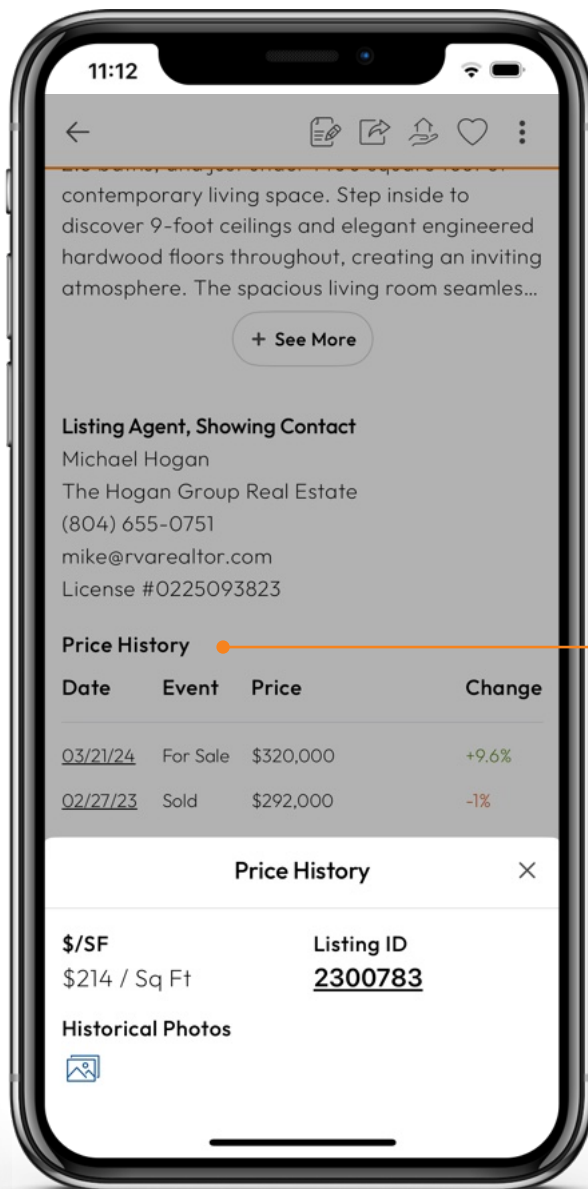 11:12
contemporary living space. Step inside to
discover 9-foot ceilings and elegant engineered
hardwood floors throughout, creating an inviting
atmosphere. The spacious living room seamles...
+ See More
Listing Agent, Showing Contact
Michael Hogan
The Hogan Group Real Estate
(804) 655-0751
mike@rvarealtor.com
License #0225093823
Price History
Date Event Price Change
03/21/24 For Sale $320,000 +9.6%
02/27/23 Sold $292,000 -1%
Price History
$/SF Listing ID
$214 / Sq Ft 2300783
Historical Photos